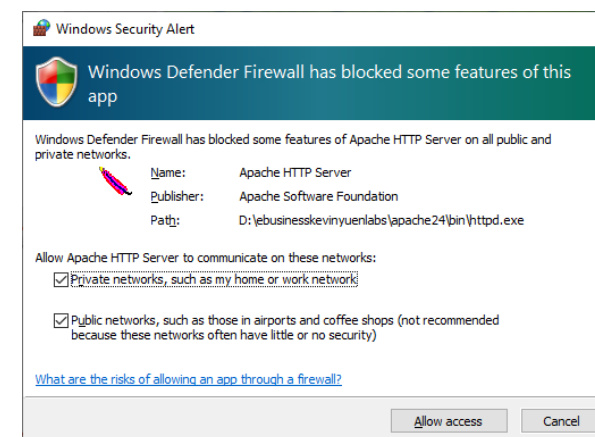 Windows Security Alert
Windows Defender Firewall has blocked some features of this
app
Windows Defender Firewall has blocked some features of Apache HTTP Server on all public and
private networks.
Name: Apache HTTP Server
Publisher: Apache Software Foundation
Path: D:\ebusinesskevinyuenlabs\apache24\bin\httpd.exe
Allow Apache HTTP Server to communicate on these networks:
Private networks, such as my home or work network
Public networks, such as those in airports and coffee shops (not recommended
because these networks often have little or no security)
What are the risks of allowing an app through a firewall?
Allow access Cancel